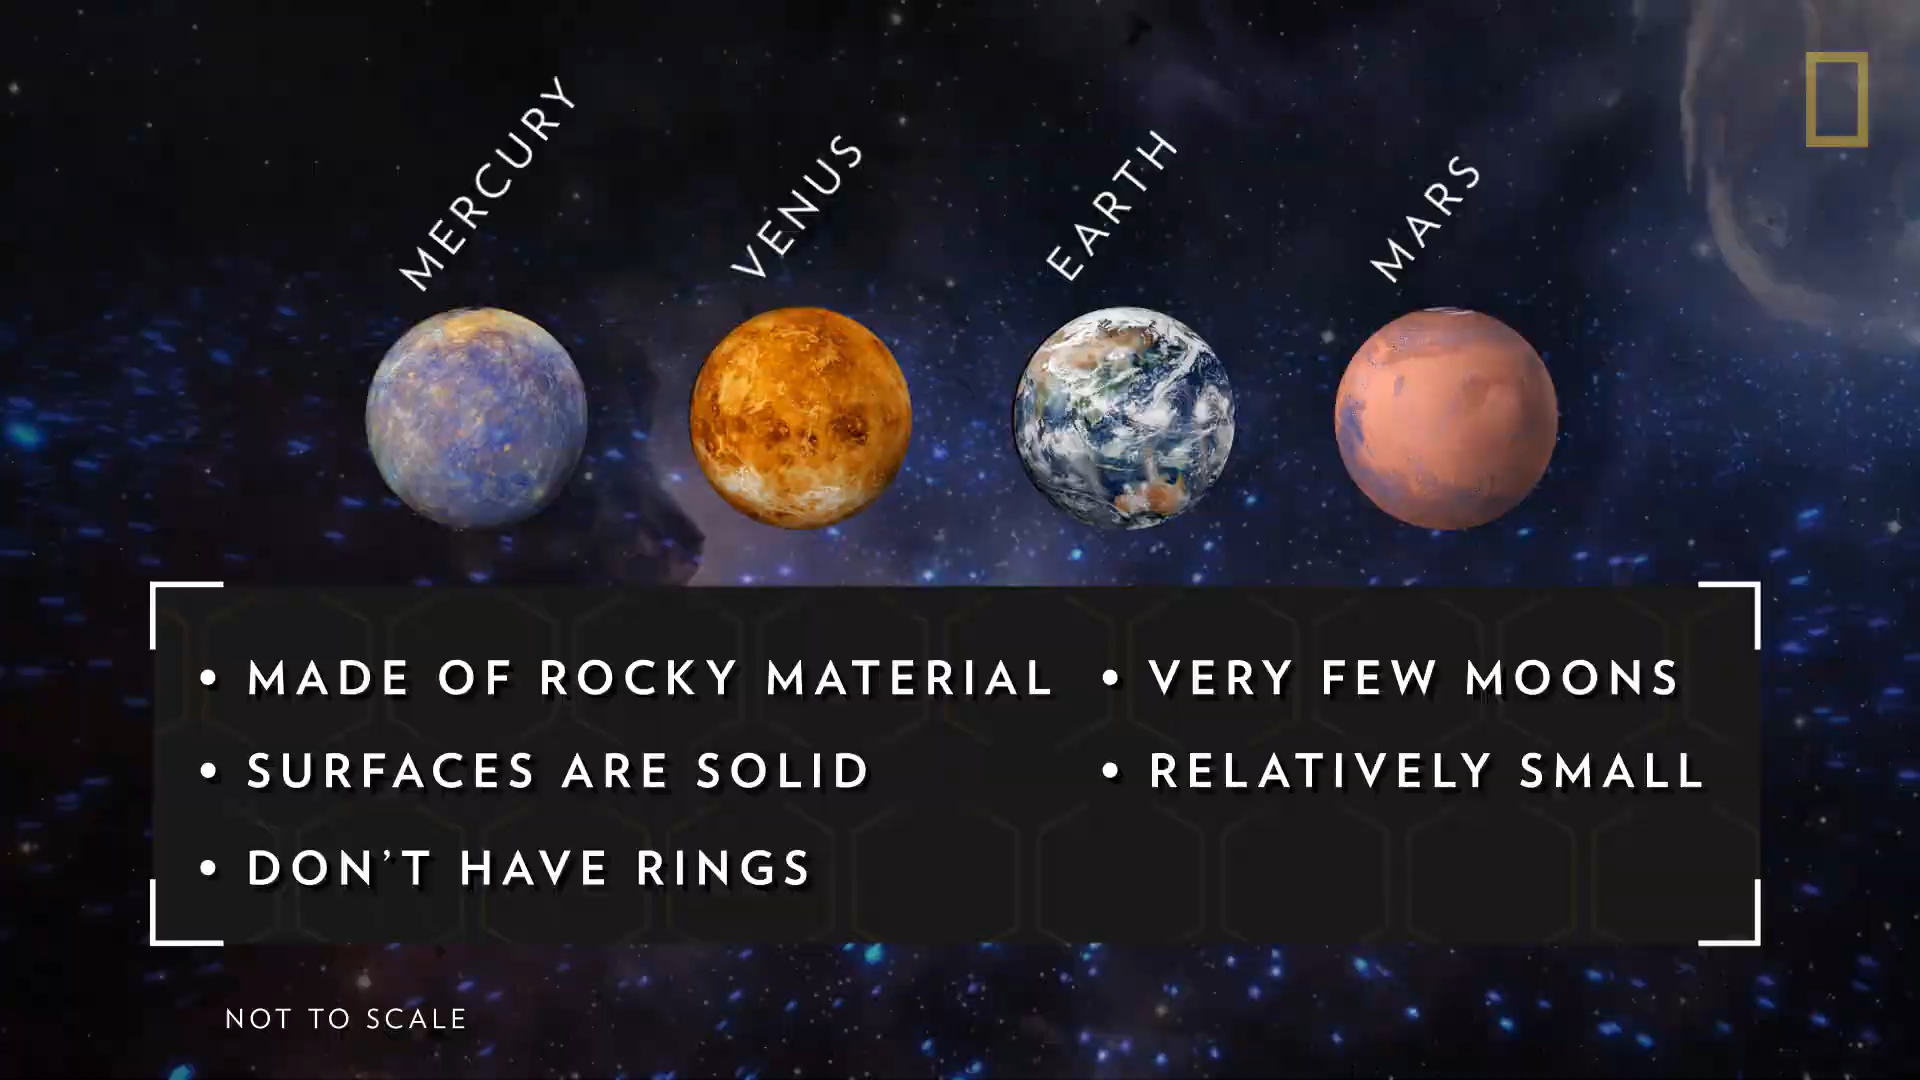 MERCURY
VENUS
EARTH
MARS
• MADE OF ROCKY MATERIAL
• SURFACES ARE SOLID
• DON’T HAVE RINGS
• VERY FEW MOONS
• RELATIVELY SMALL
NOT TO SCALE